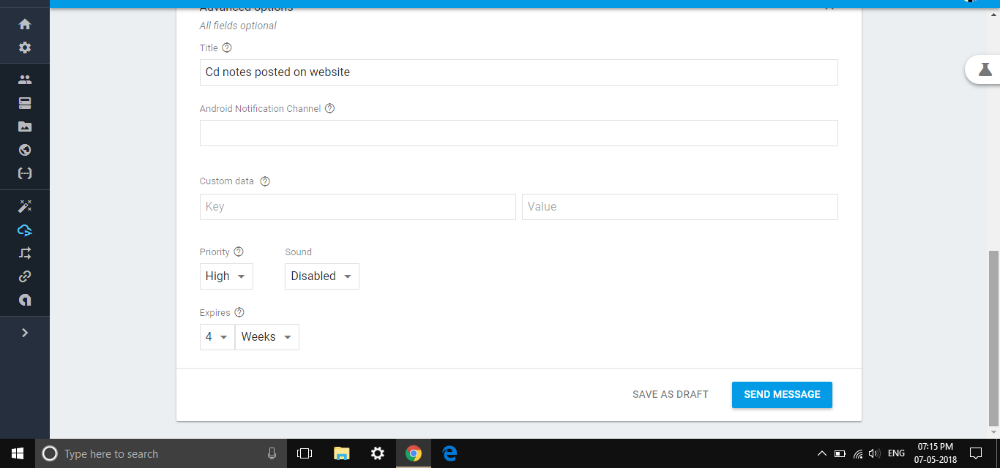 Advanced options
All fields optional
Title
Cd notes posted on website
Android Notification Channel
Custom data
Key Value
Priority Sound
High Disabled
Expires
4 Weeks
SAVE AS DRAFT SEND MESSAGE
Type here to search
ENG
07:15 PM
07-05-2018